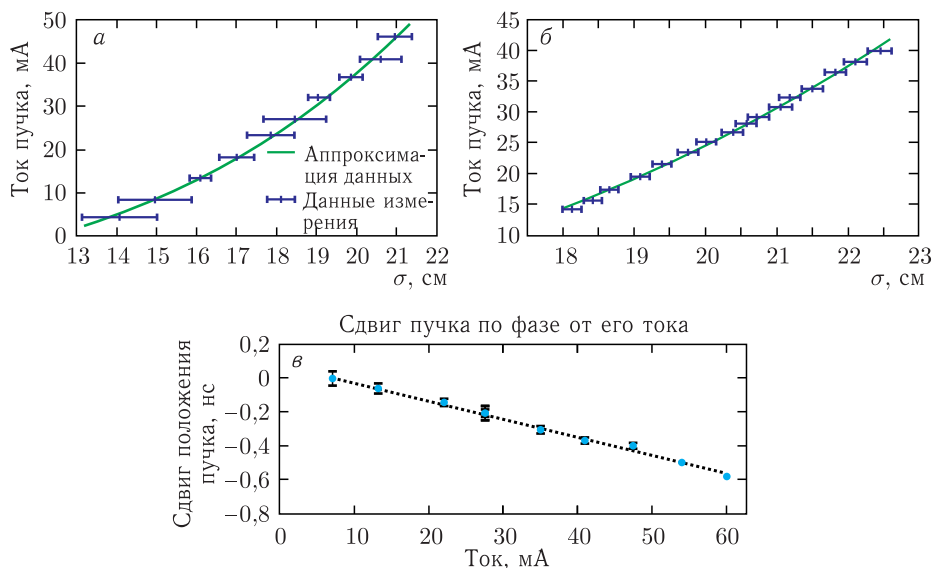 а
50
40
30
20
10
0
Ток пучка, мА
Аппроксима-
ция данных
Данные изме-
рения
13 14 15 16 17 18 19 20 21 22
σ, см
б
40
35
30
25
20
15
10
Ток пучка, мА
18 19 20 21 22 23
σ, см
Сдвиг пучка по фазе от его тока
в
0,2
0
−0,2
−0,4
−0,6
−0,8
Сдвиг положения
пучка, нс
0 10 20 30 40 50 60
Ток, мА